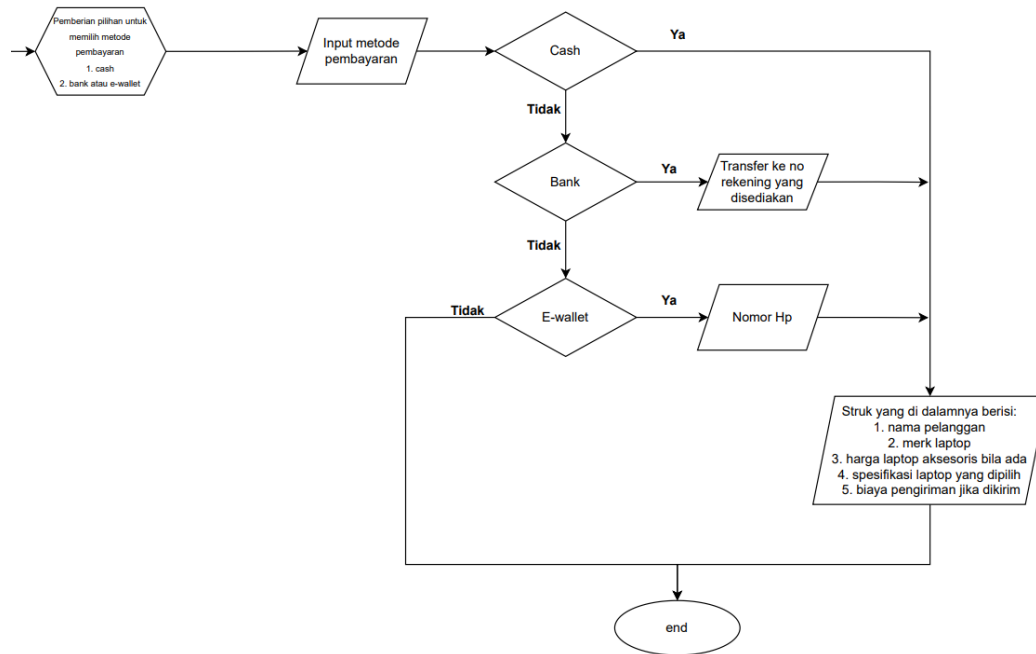 Pemberian pilihan untuk
memilih metode
pembayaran
1. cash
2. bank atau e-wallet
Input metode
pembayaran
Cash
Ya
Tidak
Bank
Ya
Transfer ke no
rekening yang
disediakan
Tidak
E-wallet
Tidak
Ya
Nomor Hp
Struk yang di dalamnya berisi:
1. nama pelanggan
2. merk laptop
3. harga laptop aksesoris bila ada
4. spesifikasi laptop yang dipilih
5. biaya pengiriman jika dikirim
end